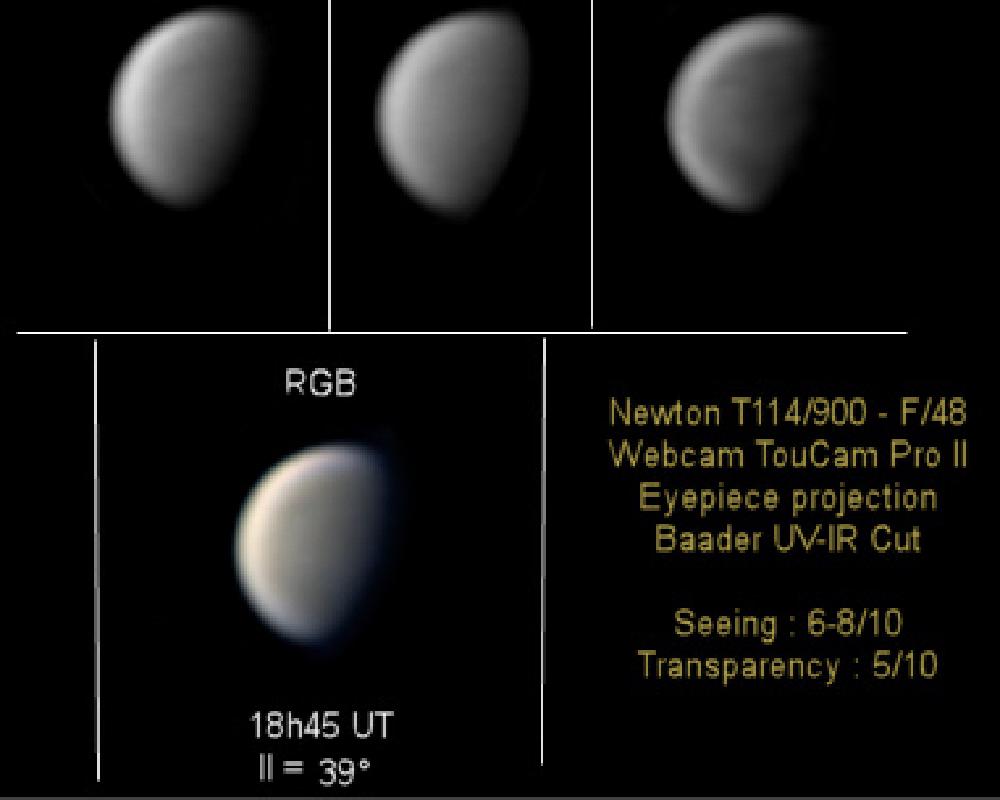 RGB
18h45 UT
II = 39°
Newton T114/900 - F/48
Webcam TouCam Pro II
Eyepiece projection
Baader UV-IR Cut
Seeing : 6-8/10
Transparency : 5/10